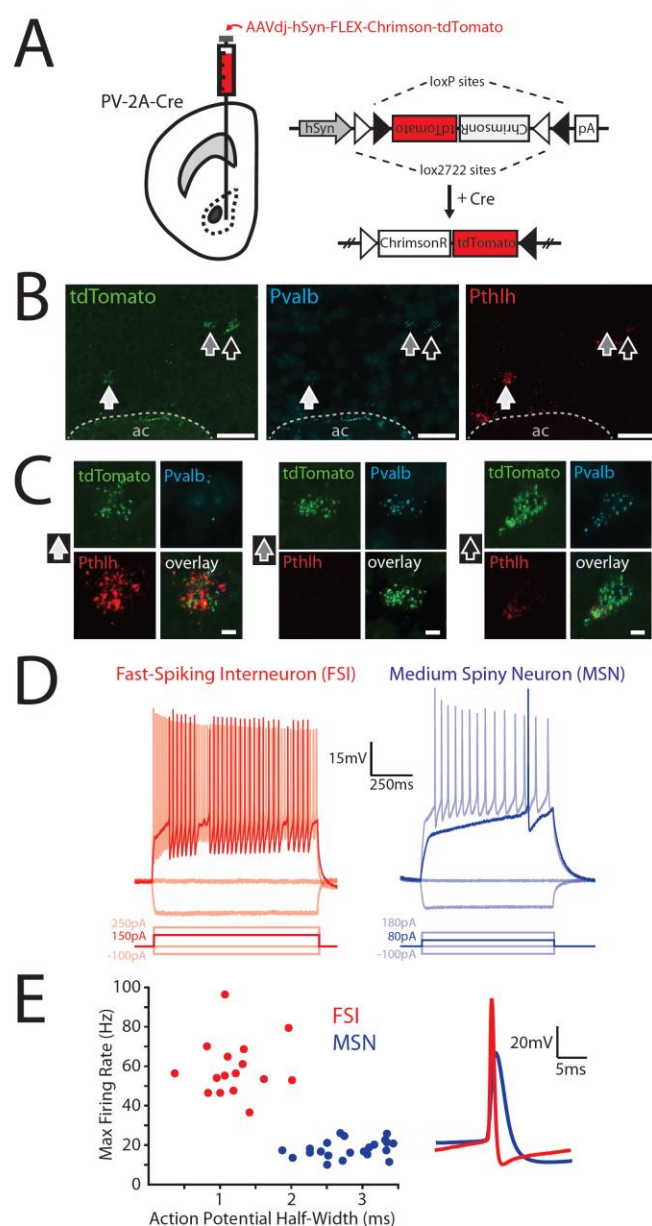 A
AAVdj-hSyn-FLEX-Chrimson-tdTomato
PV-2A-Cre
loxP sites
hSyn
tdTomato
ChrimsonR
pA
lox2722 sites
+ Cre
ChrimsonR
tdTomato
B
tdTomato
Pvalb
Pthlh
ac
ac
ac
C
tdTomato
Pvalb
Pthlh
overlay
tdTomato
Pvalb
Pthlh
overlay
tdTomato
Pvalb
Pthlh
overlay
D
Fast-Spiking Interneuron (FSI)
Medium Spiny Neuron (MSN)
15mV
250ms
250pA
150pA
-100pA
180pA
80pA
-100pA
E
Max Firing Rate (Hz)
100
80
60
40
20
0
1
2
3
Action Potential Half-Width (ms)
FSI
MSN
20mV
5ms